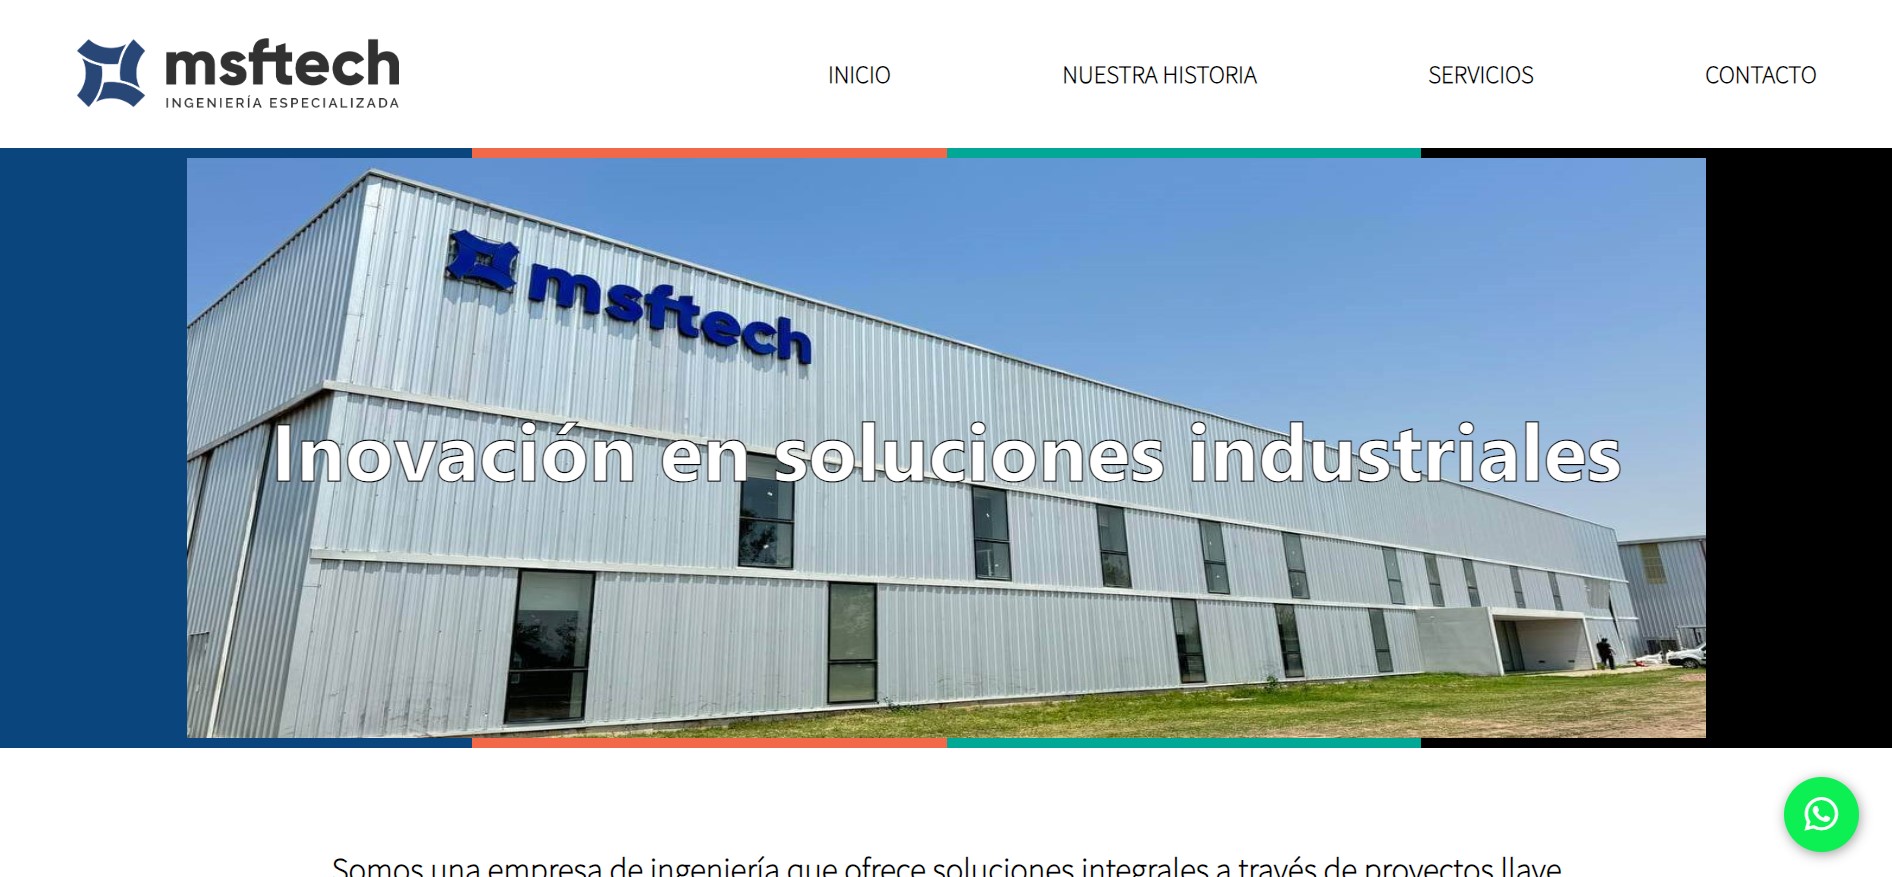 msftech
INGENIERÍA ESPECIALIZADA
INICIO
NUESTRA HISTORIA
SERVICIOS
CONTACTO
msftech
Inovación en soluciones industriales
Somos una empresa de ingeniería que ofrece soluciones integrales a través de proyectos llave